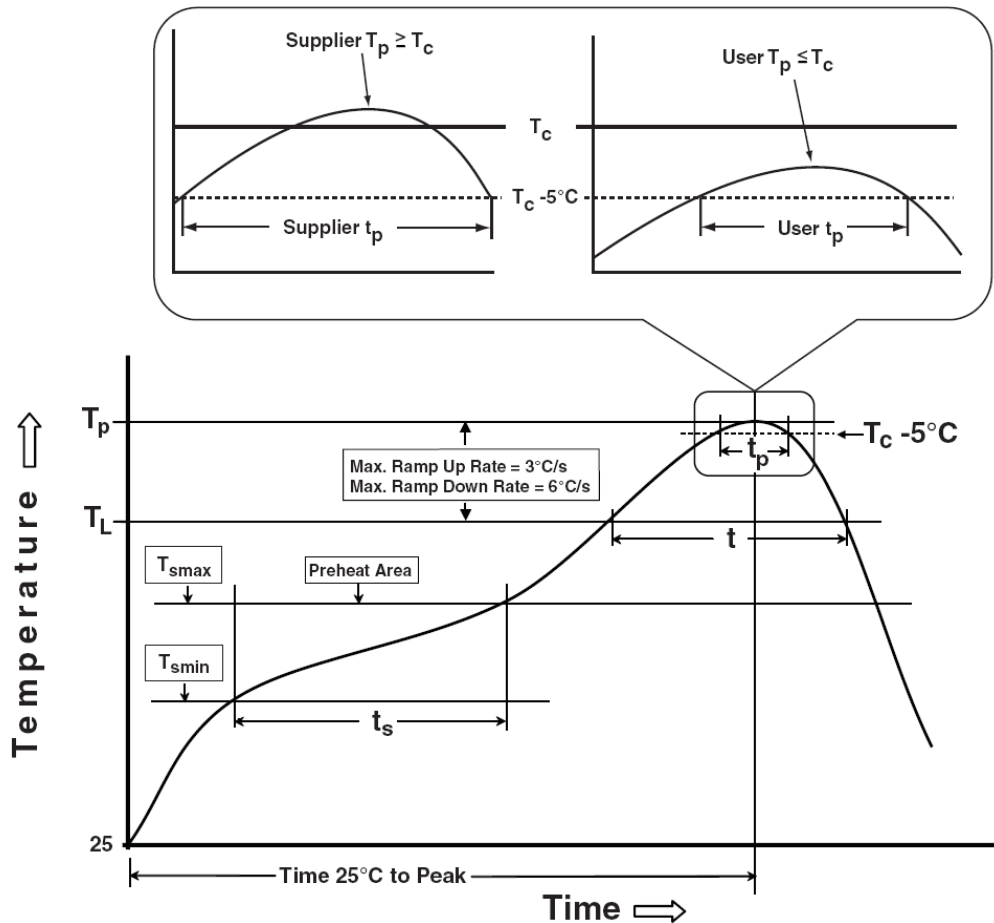 Supplier Tp ≥ Tc
User Tp ≤ Tc
Tc
Tc -5°C
Supplier tp
User tp
Tp
Tc -5°C
tp
Max. Ramp Up Rate = 3°C/s
Max. Ramp Down Rate = 6°C/s
TL
t
Tsmax
Preheat Area
Tsmin
ts
Temperature
25
Time 25°C to Peak
Time